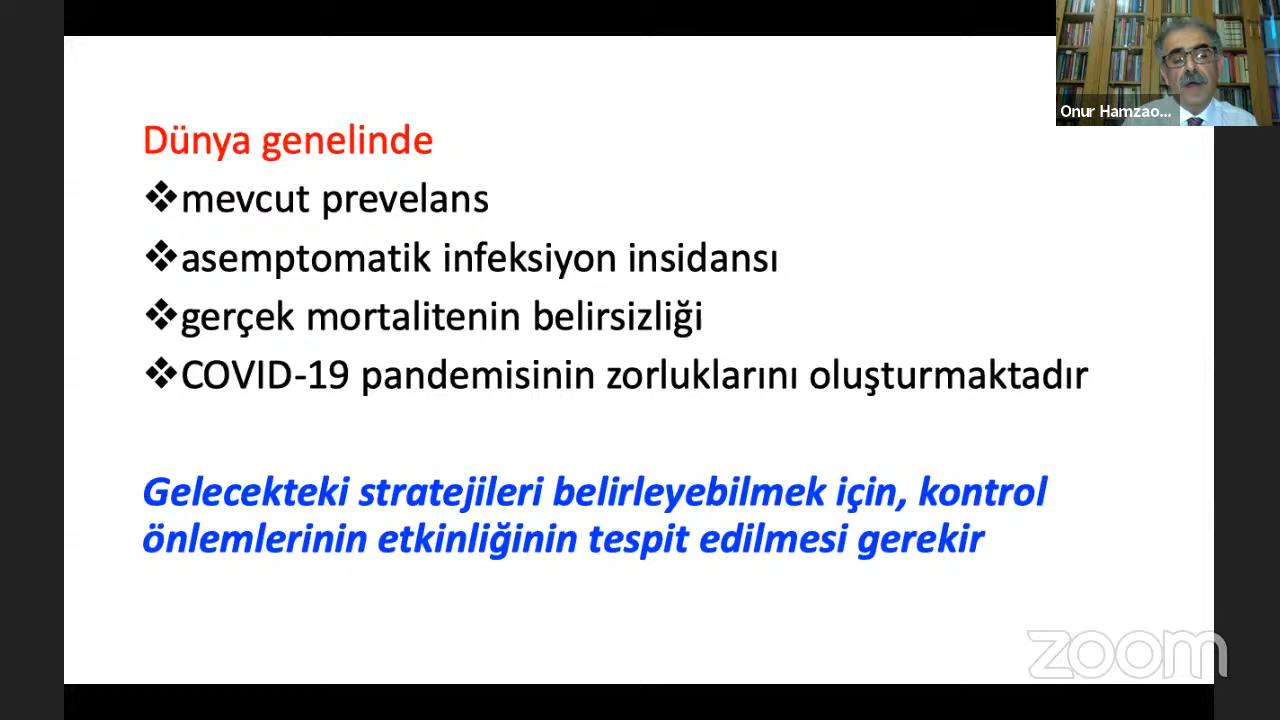 Onur Hamzao...
Dünya genelinde
❖mevcut prevelans
❖asemptomatik infeksiyon insidansı
❖gerçek mortalitenin belirsizliği
❖COVID-19 pandemisinin zorluklarını oluşturmaktadır
Gelecekteki stratejileri belirleyebilmek için, kontrol
önlemlerinin etkinliğinin tespit edilmesi gerekir
zoom